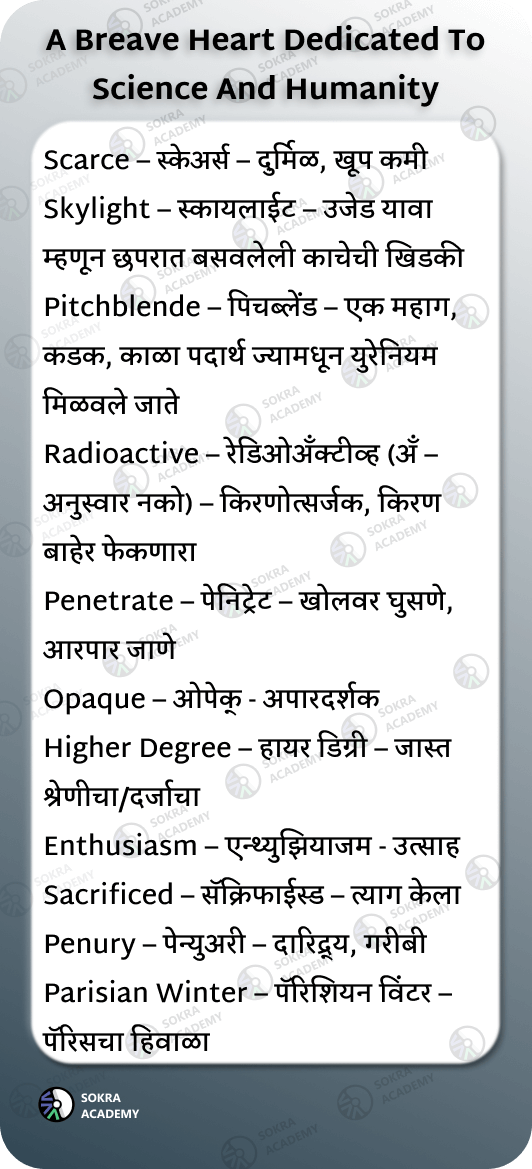 A Breave Heart Dedicated To
Science And Humanity
Scarce – स्केअर्स – दुर्मिळ, खूप कमी
Skylight – स्कायलाईट – उजेड यावा
म्हणून छपरात बसवलेली काचेची खिडकी
Pitchblende – पिचब्लेंड – एक महाग,
कडक, काळा पदार्थ ज्यामधून युरेनियम
मिळवले जाते
Radioactive – रेडिओअँक्टीव्ह (अँ –
अनुस्वार नको) – किरणोत्सर्जक, किरण
बाहेर फेकणारा
Penetrate – पेनिट्रेट – खोलवर घुसणे,
आरपार जाणे
Opaque – ओपेक् - अपारदर्शक
Higher Degree – हायर डिग्री – जास्त
श्रेणीचा/दर्जाचा
Enthusiasm – एन्थ्युझियाजम - उत्साह
Sacrificed – सॅक्रिफाईस्ड – त्याग केला
Penury – पेन्युअरी – दारिद्र्य, गरीबी
Parisian Winter – पॅरिशियन विंटर –
पॅरिसचा हिवाळा
SOKRA
ACADEMY